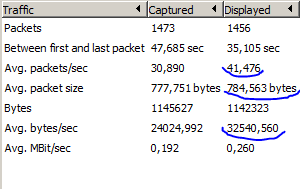 Traffic Captured Displayed
Packets 1473 1456
Between first and last packet 47,685 sec 35,105 sec
Avg. packets/sec 30,890 41,476
Avg. packet size 777,751 bytes 784,563 bytes
Bytes 1145627 1142323
Avg. bytes/sec 24024,992 32540,560
Avg. MBit/sec 0,192 0,260